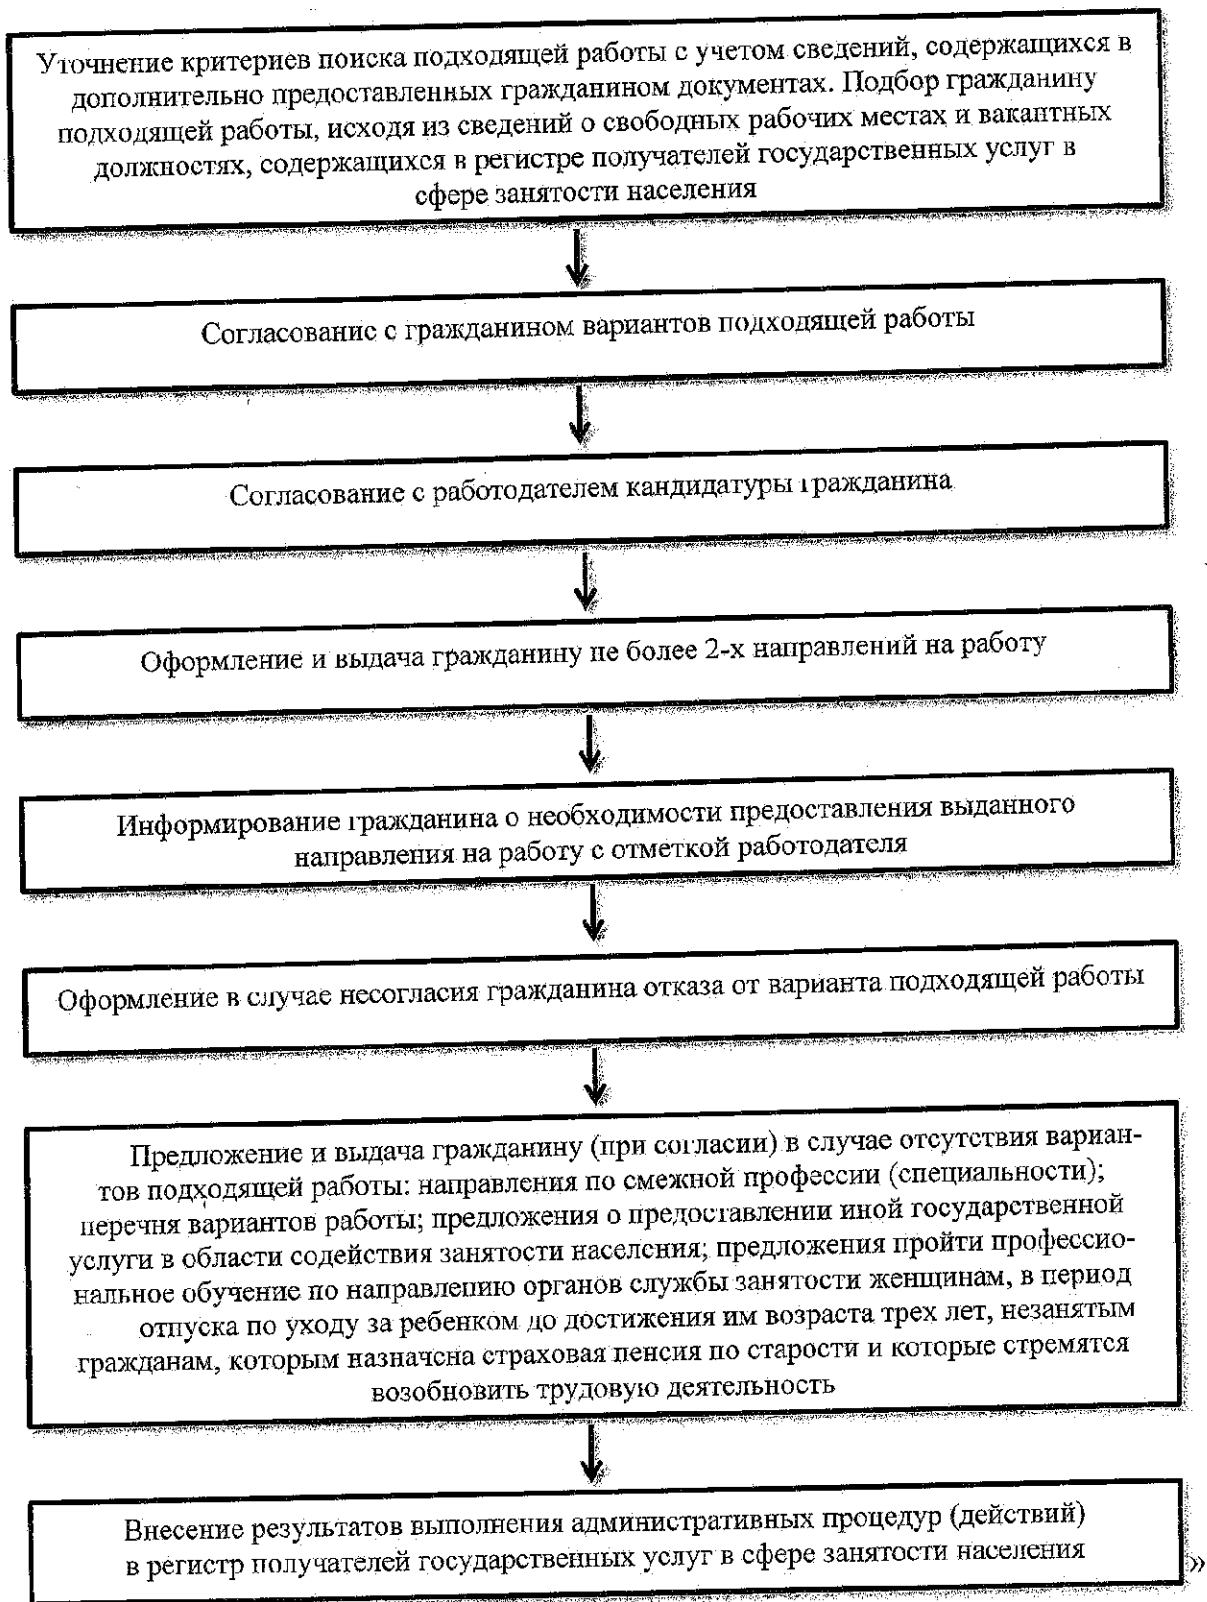 Уточнение критериев поиска подходящей работы с учетом сведений, содержащихся в
дополнительно предоставленных гражданином документах. Подбор гражданину
подходящей работы, исходя из сведений о свободных рабочих местах и вакантных
должностях, содержащихся в регистре получателей государственных услуг в
сфере занятости населения
Согласование с гражданином вариантов подходящей работы
Согласование с работодателем кандидатуры гражданина
Оформление и выдача гражданину не более 2-х направлений на работу
Информирование гражданина о необходимости предоставления выданного
направления на работу с отметкой работодателя
Оформление в случае несогласия гражданина отказа от варианта подходящей работы
Предложение и выдача гражданину (при согласии) в случае отсутствия вариан-
тов подходящей работы: направления по смежной профессии (специальности);
перечня вариантов работы; предложения о предоставлении иной государственной
услуги в области содействия занятости населения; предложения пройти профессио-
нальное обучение по направлению органов службы занятости женщинам, в период
отпуска по уходу за ребенком до достижения им возраста трех лет, незанятым
гражданам, которым назначена страховая пенсия по старости и которые стремятся
возобновить трудовую деятельность
Внесение результатов выполнения административных процедур (действий)
в регистр получателей государственных услуг в сфере занятости населения »